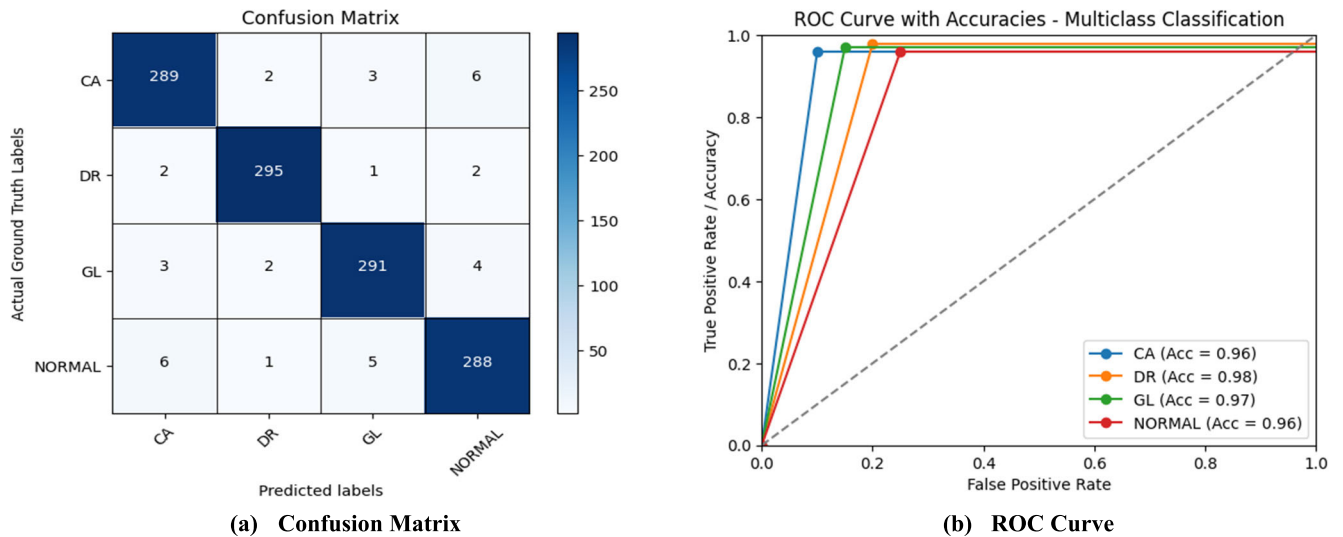 Confusion Matrix
CA 289 2 3 6
DR 2 295 1 2
GL 3 2 291 4
NORMAL 6 1 5 288
CA DR GL NORMAL
Predicted labels
Actual Ground Truth Labels
250
200
150
100
50
(a) Confusion Matrix
ROC Curve with Accuracies - Multiclass Classification
1.0
0.8
0.6
0.4
0.2
0.0
True Positive Rate / Accuracy
CA (Acc = 0.96)
DR (Acc = 0.98)
GL (Acc = 0.97)
NORMAL (Acc = 0.96)
0.0 0.2 0.4 0.6 0.8 1.0
False Positive Rate
(b) ROC Curve